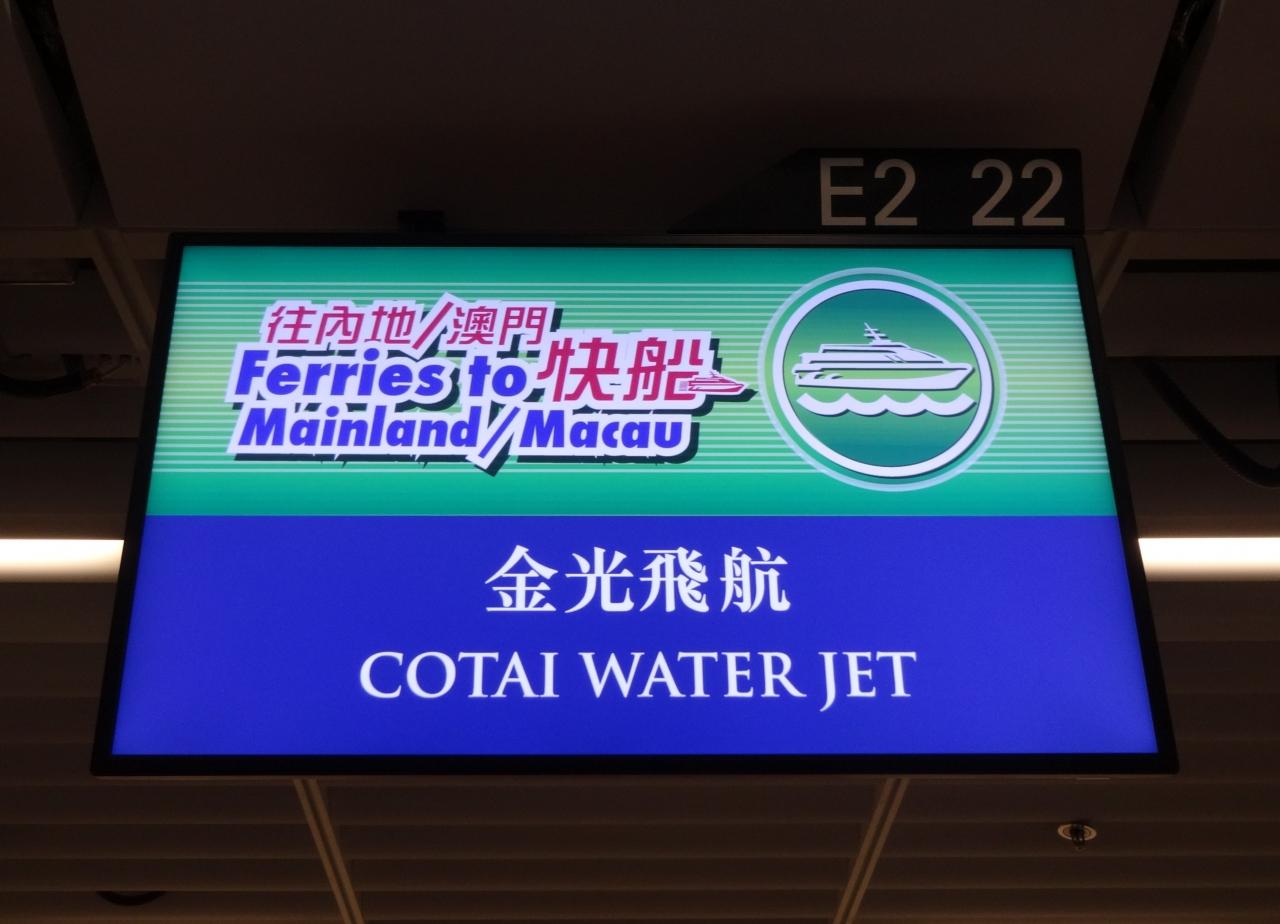 E2 22
往內地/澳門
Ferries to 快船
Mainland/Macau
金光飛航
COTAI WATER JET